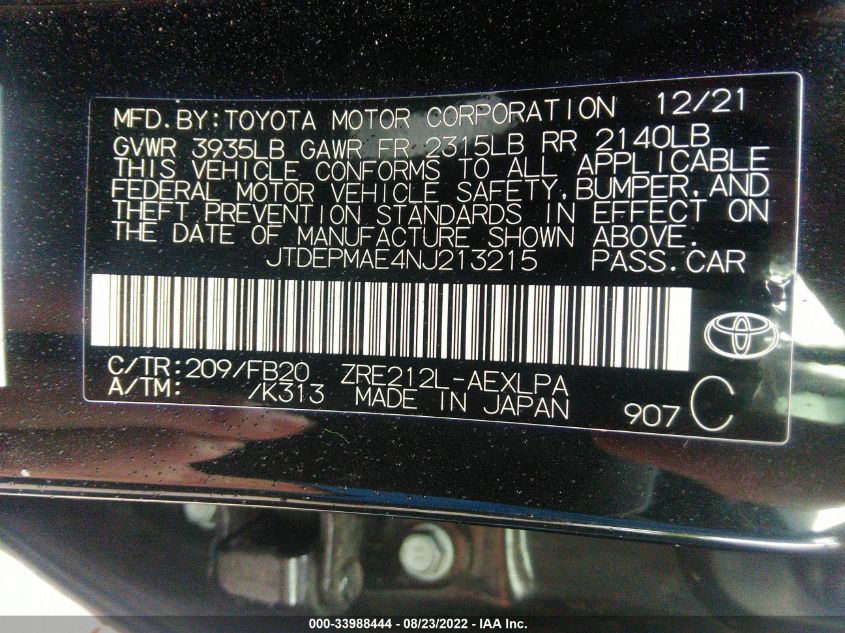 MFD.BY:TOYOTA MOTOR CORPORATION 12/21
GVWR 3935LB GAWR FR 2315LB RR 2140LB
THIS VEHICLE CONFORMS TO ALL APPLICABLE
FEDERAL MOTOR VEHICLE SAFETY,BUMPER,AND
THEFT PREVENTION STANDARDS IN EFFECT ON
THE DATE OF MANUFACTURE SHOWN ABOVE.
JTDEPMAE4NJ213215 PASS.CAR
C/TR:209/FB20 ZRE212L-AEXLPA
A/TM: /K313 MADE IN JAPAN 907 C
000-33988444 - 08/23/2022 - IAA Inc.